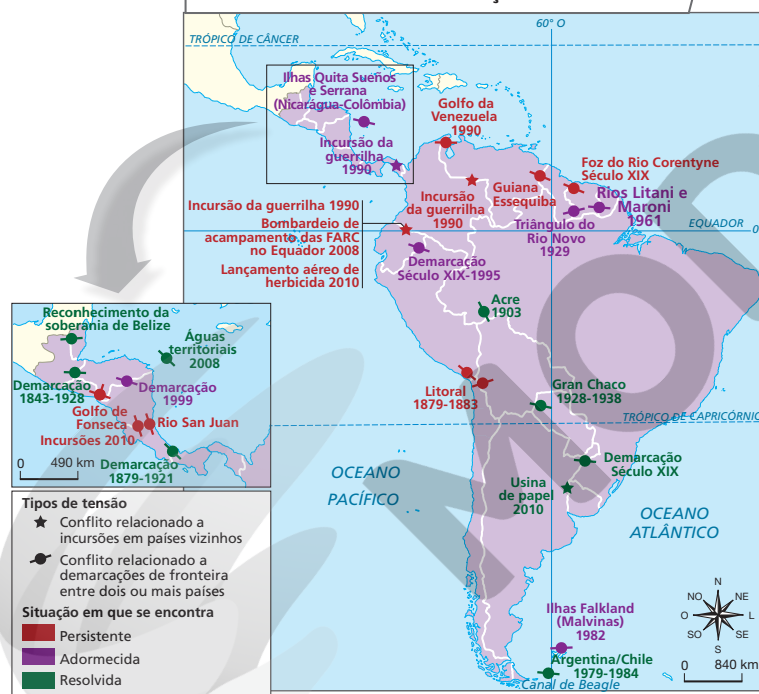 60° O
TRÓPICO DE CÂNCER
Ilhas Quita Sueños
e Serrana
(Nicarágua-Colômbia)
Incursão da
guerrilha
1990
Golfo da
Venezuela
1990
Foz do Rio Corentyne
Século XIX
Guiana
Essequiba
Rios Litani e
Maroni
1961
Incursão
da guerrilha
1990
Triângulo do
Rio Novo
1929
EQUADOR
0
Incursão da guerrilha 1990
Bombardeio de
acampamento das FARC
no Equador 2008
Lançamento aéreo de
herbicida 2010
Demarcação
Século XIX-1995
Acre
1903
Litoral
1879-1883
Gran Chaco
1928-1938
TRÓPICO DE CAPRICÓRNIO
Demarcação
Século XIX
Usina
de papel
2010
OCEANO
PACÍFICO
OCEANO
ATLÂNTICO
Ilhas Falkland
(Malvinas)
1982
Argentina/Chile
1979-1984
Canal de Beagle
N
NO
NE
O
L
SO
SE
S
0 840 km
Reconhecimento da
soberania de Belize
Águas
territóriais
2008
Demarcação
1843-1928
Demarcação
1999
Golfo de
Fonseca
Rio San Juan
Incursões 2010
0 490 km
Demarcação
1879-1921
Tipos de tensão
Conflito relacionado a
incursões em países vizinhos
Conflito relacionado a
demarcações de fronteira
entre dois ou mais países
Situação em que se encontra
Persistente
Adormecida
Resolvida